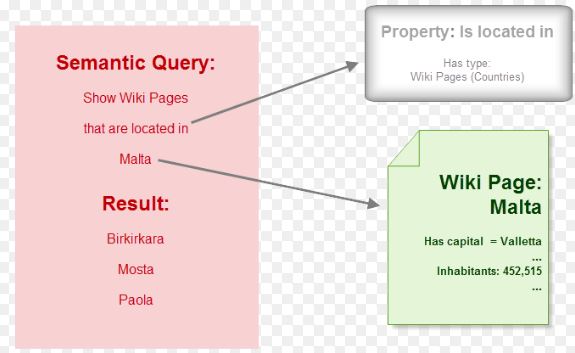 Semantic Query:
Show Wiki Pages
that are located in
Malta
Result:
Birkirkara
Mosta
Paola
Property: Is located in
Has type:
Wiki Pages (Countries)
Wiki Page:
Malta
Has capital = Valletta
...
Inhabitants: 452,515
...